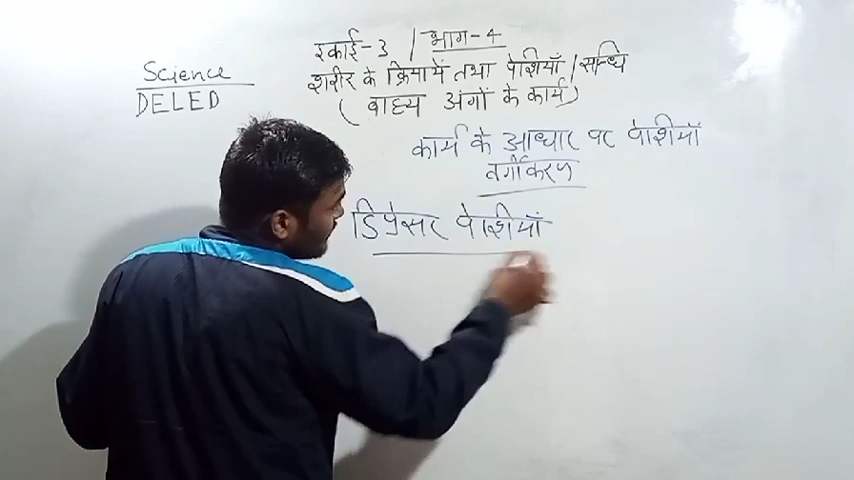 Science
DELED
इकाई-3 / भाग-4
शरीर के क्रियायें तथा पेशियाँ / सन्धि
( वाह्य अंगों के कार्य )
कार्य के आधार पर पेशियाँ
वर्गीकरण
डिप्रेसर पेशियाँ